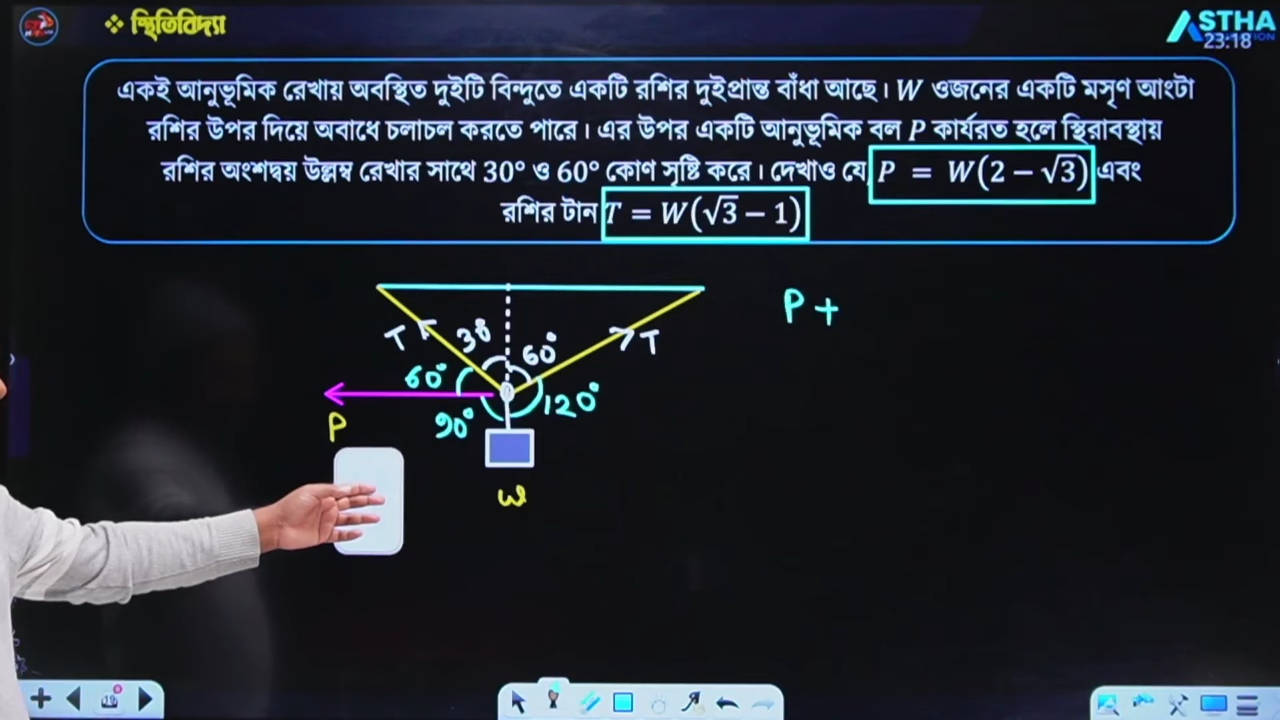 ❖ স্থিতিবিদ্যা
ASTHA
23:18
একই আনুভূমিক রেখায় অবস্থিত দুইটি বিন্দুতে একটি রশির দুইপ্রান্ত বাঁধা আছে। W ওজনের একটি মসৃণ আংটা
রশির উপর দিয়ে অবাধে চলাচল করতে পারে। এর উপর একটি আনুভূমিক বল P কার্যরত হলে স্থিরাবস্থায়
রশির অংশদ্বয় উল্লম্ব রেখার সাথে 30° ও 60° কোণ সৃষ্টি করে। দেখাও যে, P = W(2 − √3) এবং
রশির টান T = W(√3 − 1)
P +
T 30° 60° T
60°
90° 120°
P
W